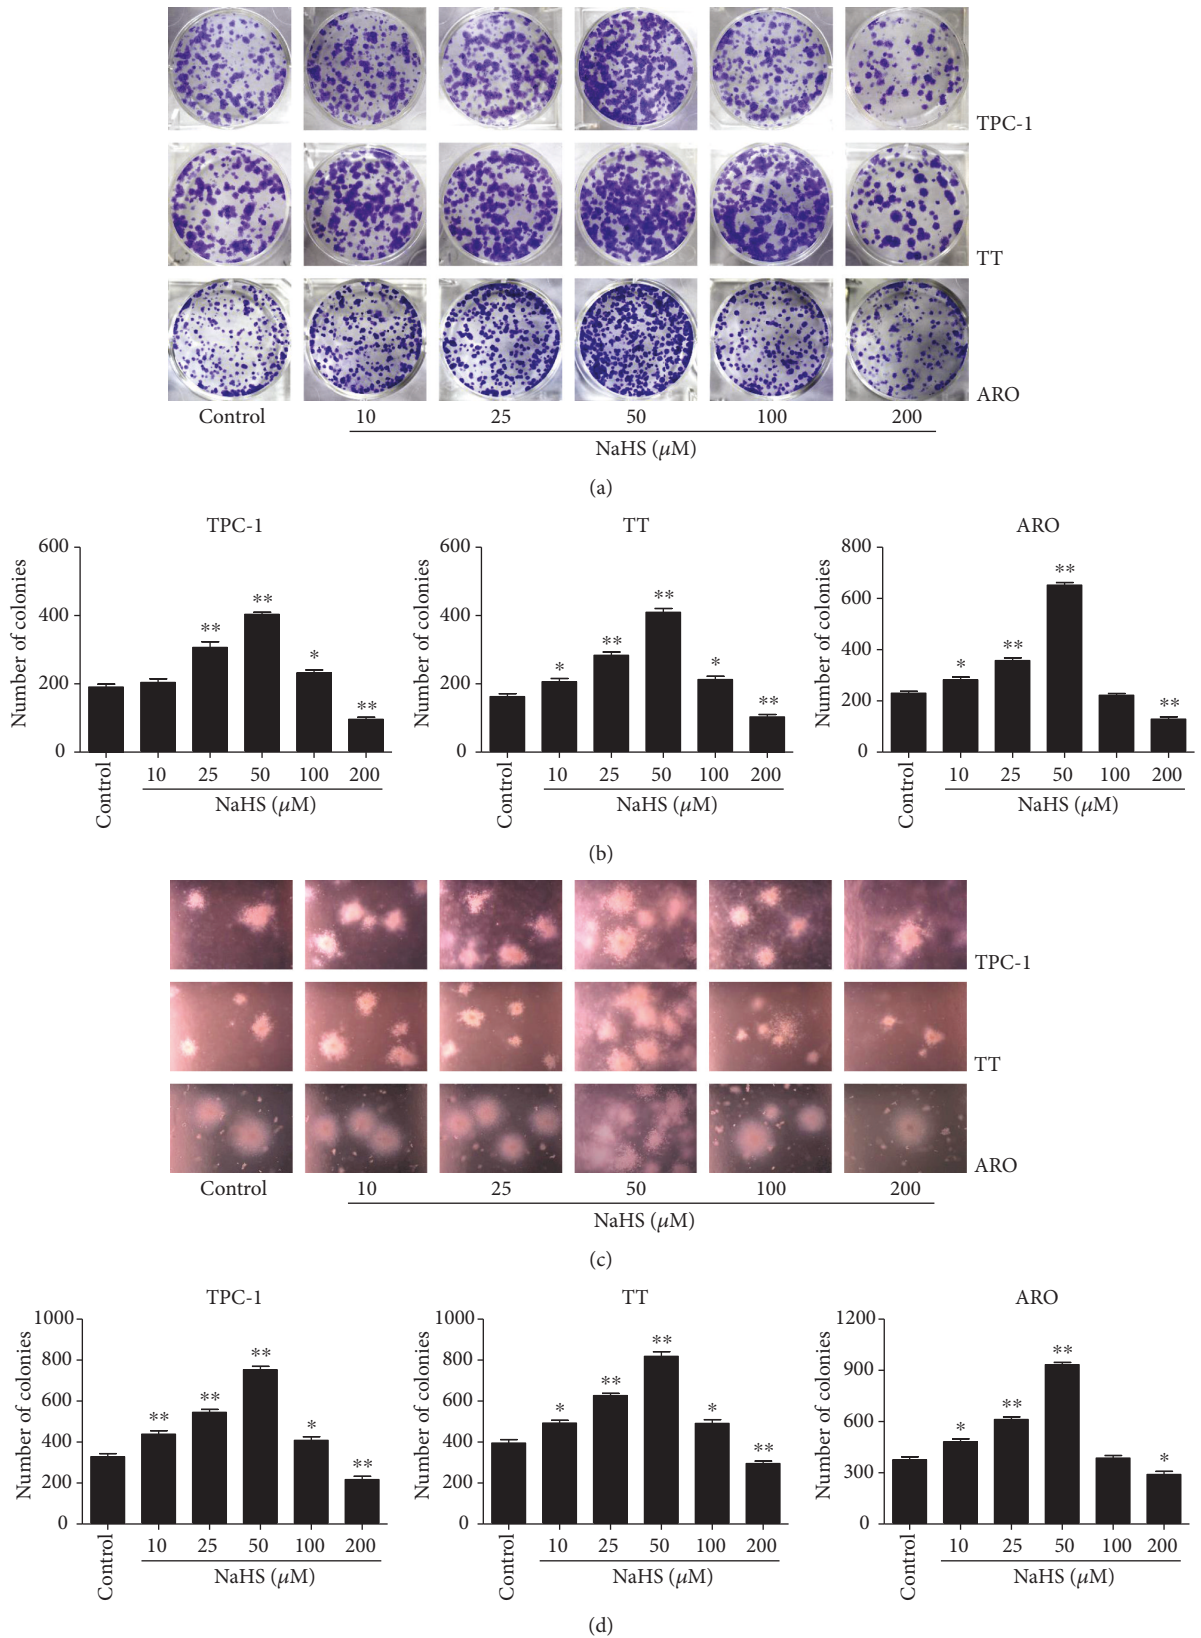 TPC-1
TT
ARO
Control 10 25 50 100 200
NaHS (μM)
(a)
TPC-1 TT ARO
Number of colonies
600
400
200
0
**
**
*
**
Control 10 25 50 100 200
NaHS (μM)
Number of colonies
600
400
200
0
*
**
**
*
**
Control 10 25 50 100 200
NaHS (μM)
Number of colonies
800
600
400
200
0
*
**
**
**
Control 10 25 50 100 200
NaHS (μM)
(b)
TPC-1
TT
ARO
Control 10 25 50 100 200
NaHS (μM)
(c)
TPC-1 TT ARO
Number of colonies
1000
800
600
400
200
0
**
**
**
*
**
Control 10 25 50 100 200
NaHS (μM)
Number of colonies
1000
800
600
400
200
0
*
**
**
*
**
Control 10 25 50 100 200
NaHS (μM)
Number of colonies
1200
900
600
300
0
*
**
**
*
Control 10 25 50 100 200
NaHS (μM)
(d)